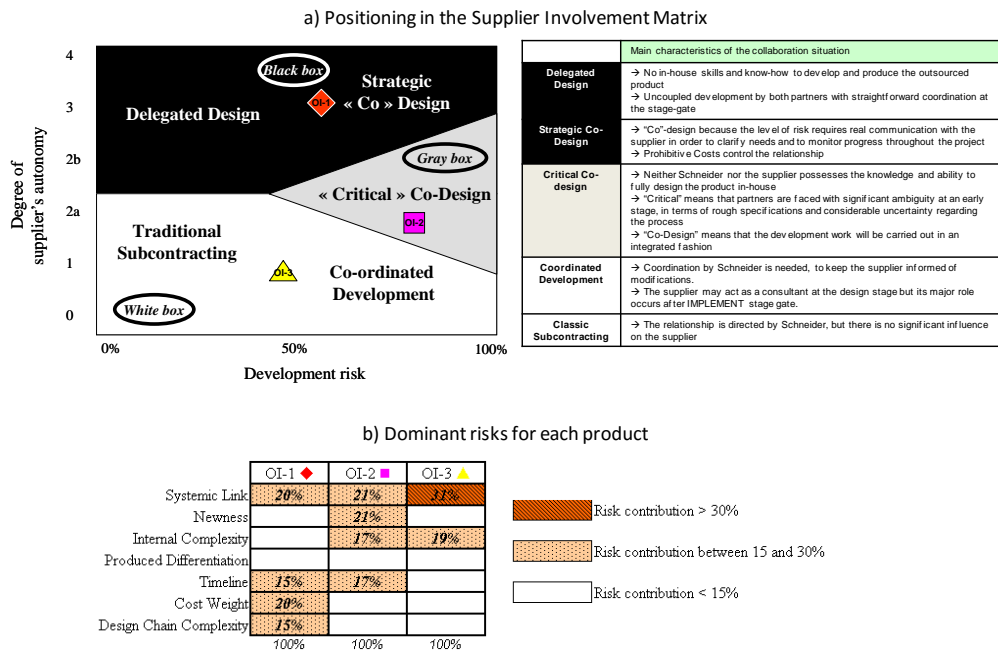 a) Positioning in the Supplier Involvement Matrix
Degree of
supplier's autonomy
4
3
2b
2a
1
0
Black box
Strategic
« Co » Design
OI-1
Delegated Design
Gray box
« Critical » Co-Design
OI-2
Traditional
Subcontracting
OI-3
Co-ordinated
Development
White box
0%
50%
100%
Development risk
Main characteristics of the collaboration situation
Delegated
Design
→ No in-house skills and know-how to develop and produce the outsourced
product
→ Uncoupled development by both partners with straightforward coordination at
the stage-gate
Strategic Co-
Design
→ "Co"-design because the level of risk requires real communication with the
supplier in order to clarify needs and to monitor progress throughout the project
→ Prohibitive Costs control the relationship
Critical Co-
design
→ Neither Schneider nor the supplier possesses the knowledge and ability to
fully design the product in-house
→ "Critical" means that partners are faced with significant ambiguity at an early
stage, in terms of rough specifications and considerable uncertainty regarding
the process
→ "Co-Design" means that the development work will be carried out in an
integrated fashion
Coordinated
Development
→ Coordination by Schneider is needed, to keep the supplier informed of
modifications.
→ The supplier may act as a consultant at the design stage but its major role
occurs after IMPLEMENT stage gate.
Classic
Subcontracting
→ The relationship is directed by Schneider, but there is no significant influence
on the supplier
b) Dominant risks for each product
OI-1 OI-2 OI-3
Systemic Link 20% 21% 31%
Newness 21%
Internal Complexity 17% 19%
Produced Differentiation
Timeline 15% 17%
Cost Weight 20%
Design Chain Complexity 15%
100% 100% 100%
Risk contribution > 30%
Risk contribution between 15 and 30%
Risk contribution < 15%